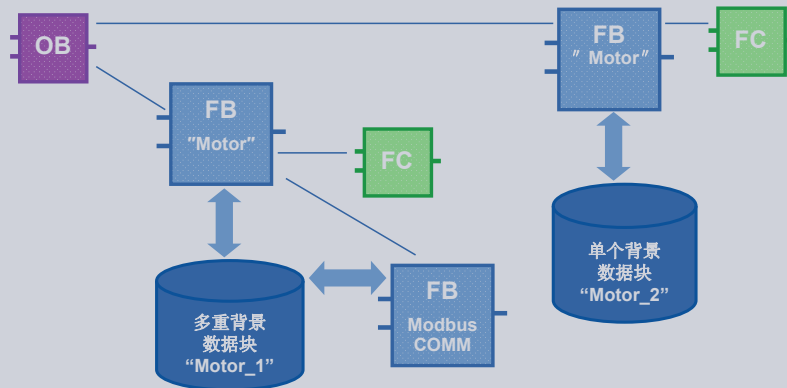 OB
FB
" Motor"
FC
FB
"Motor"
FC
单个背景
数据块
“Motor_2”
FB
Modbus
COMM
多重背景
数据块
“Motor_1”